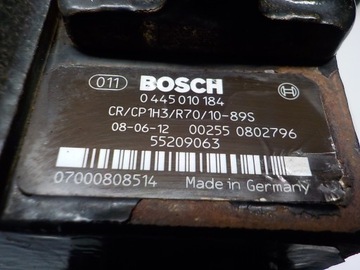 011 BOSCH
0 445 010 184
CR/CP1H3/R70/10-89S
08-06-12 00255 0802796
55209063
07000808514 Made in Germany